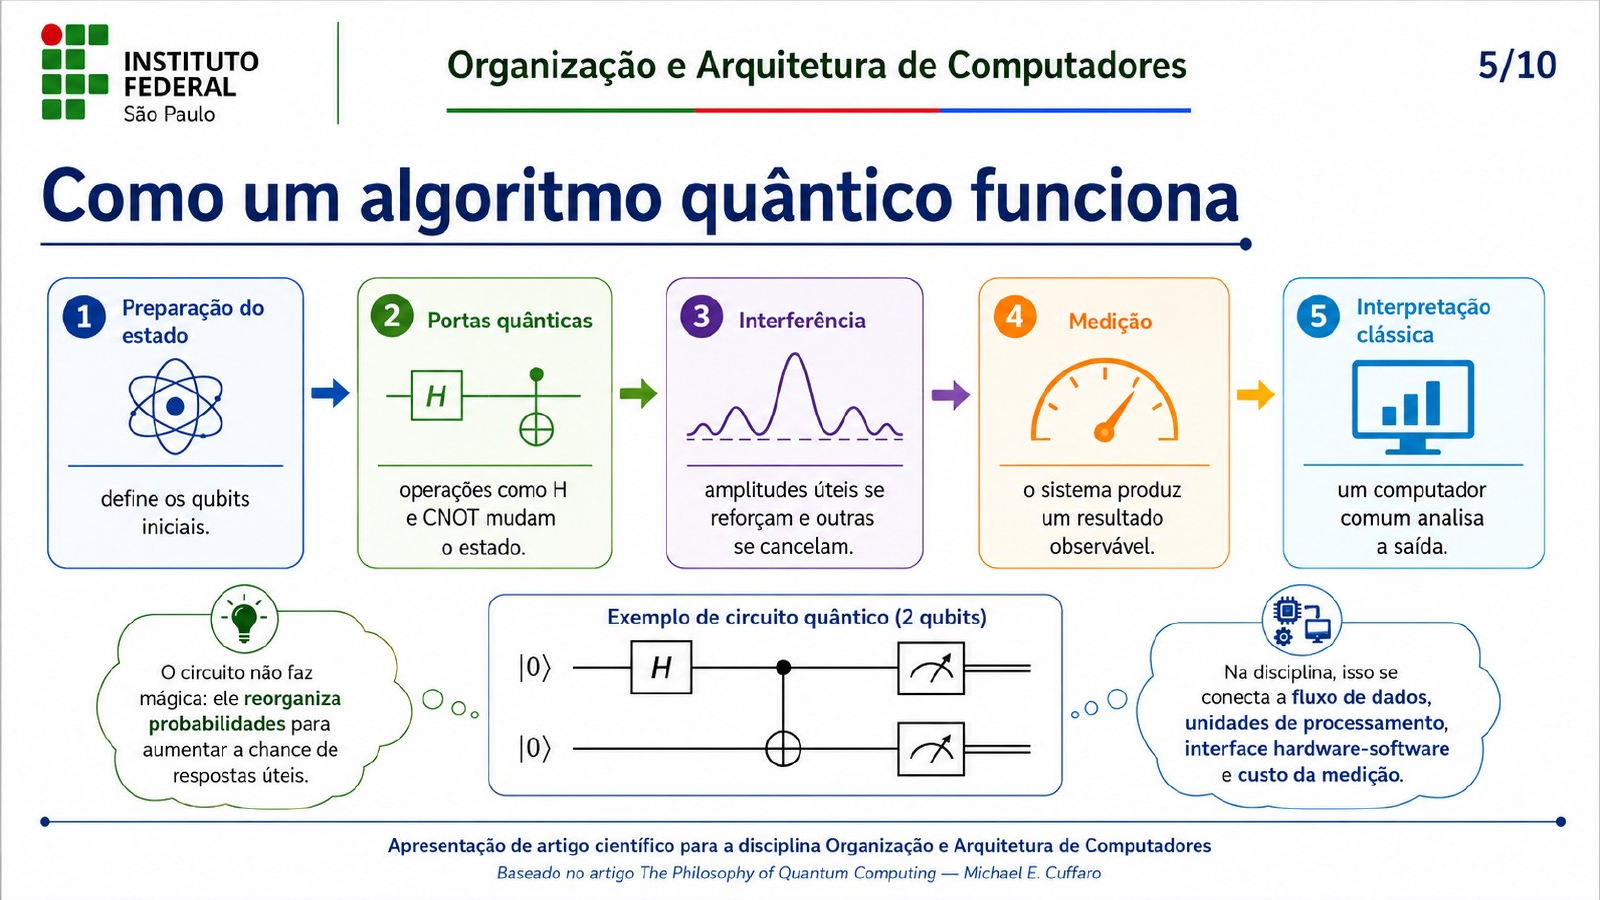 INSTITUTO
FEDERAL
São Paulo
Organização e Arquitetura de Computadores
5/10
Como um algoritmo quântico funciona
1
Preparação do
estado
define os qubits
iniciais.
2
Portas quânticas
H
operações como H
e CNOT mudam
o estado.
3
Interferência
amplitudes úteis se
reforçam e outras
se cancelam.
4
Medição
o sistema produz
um resultado
observável.
5
Interpretação
clássica
um computador
comum analisa
a saída.
O circuito não faz
mágica: ele reorganiza
probabilidades para
aumentar a chance de
respostas úteis.
Exemplo de circuito quântico (2 qubits)
|0⟩ H
|0⟩
Na disciplina, isso se
conecta a fluxo de dados,
unidades de processamento,
interface hardware-software
e custo da medição.
Apresentação de artigo científico para a disciplina Organização e Arquitetura de Computadores
Baseado no artigo The Philosophy of Quantum Computing — Michael E. Cuffaro